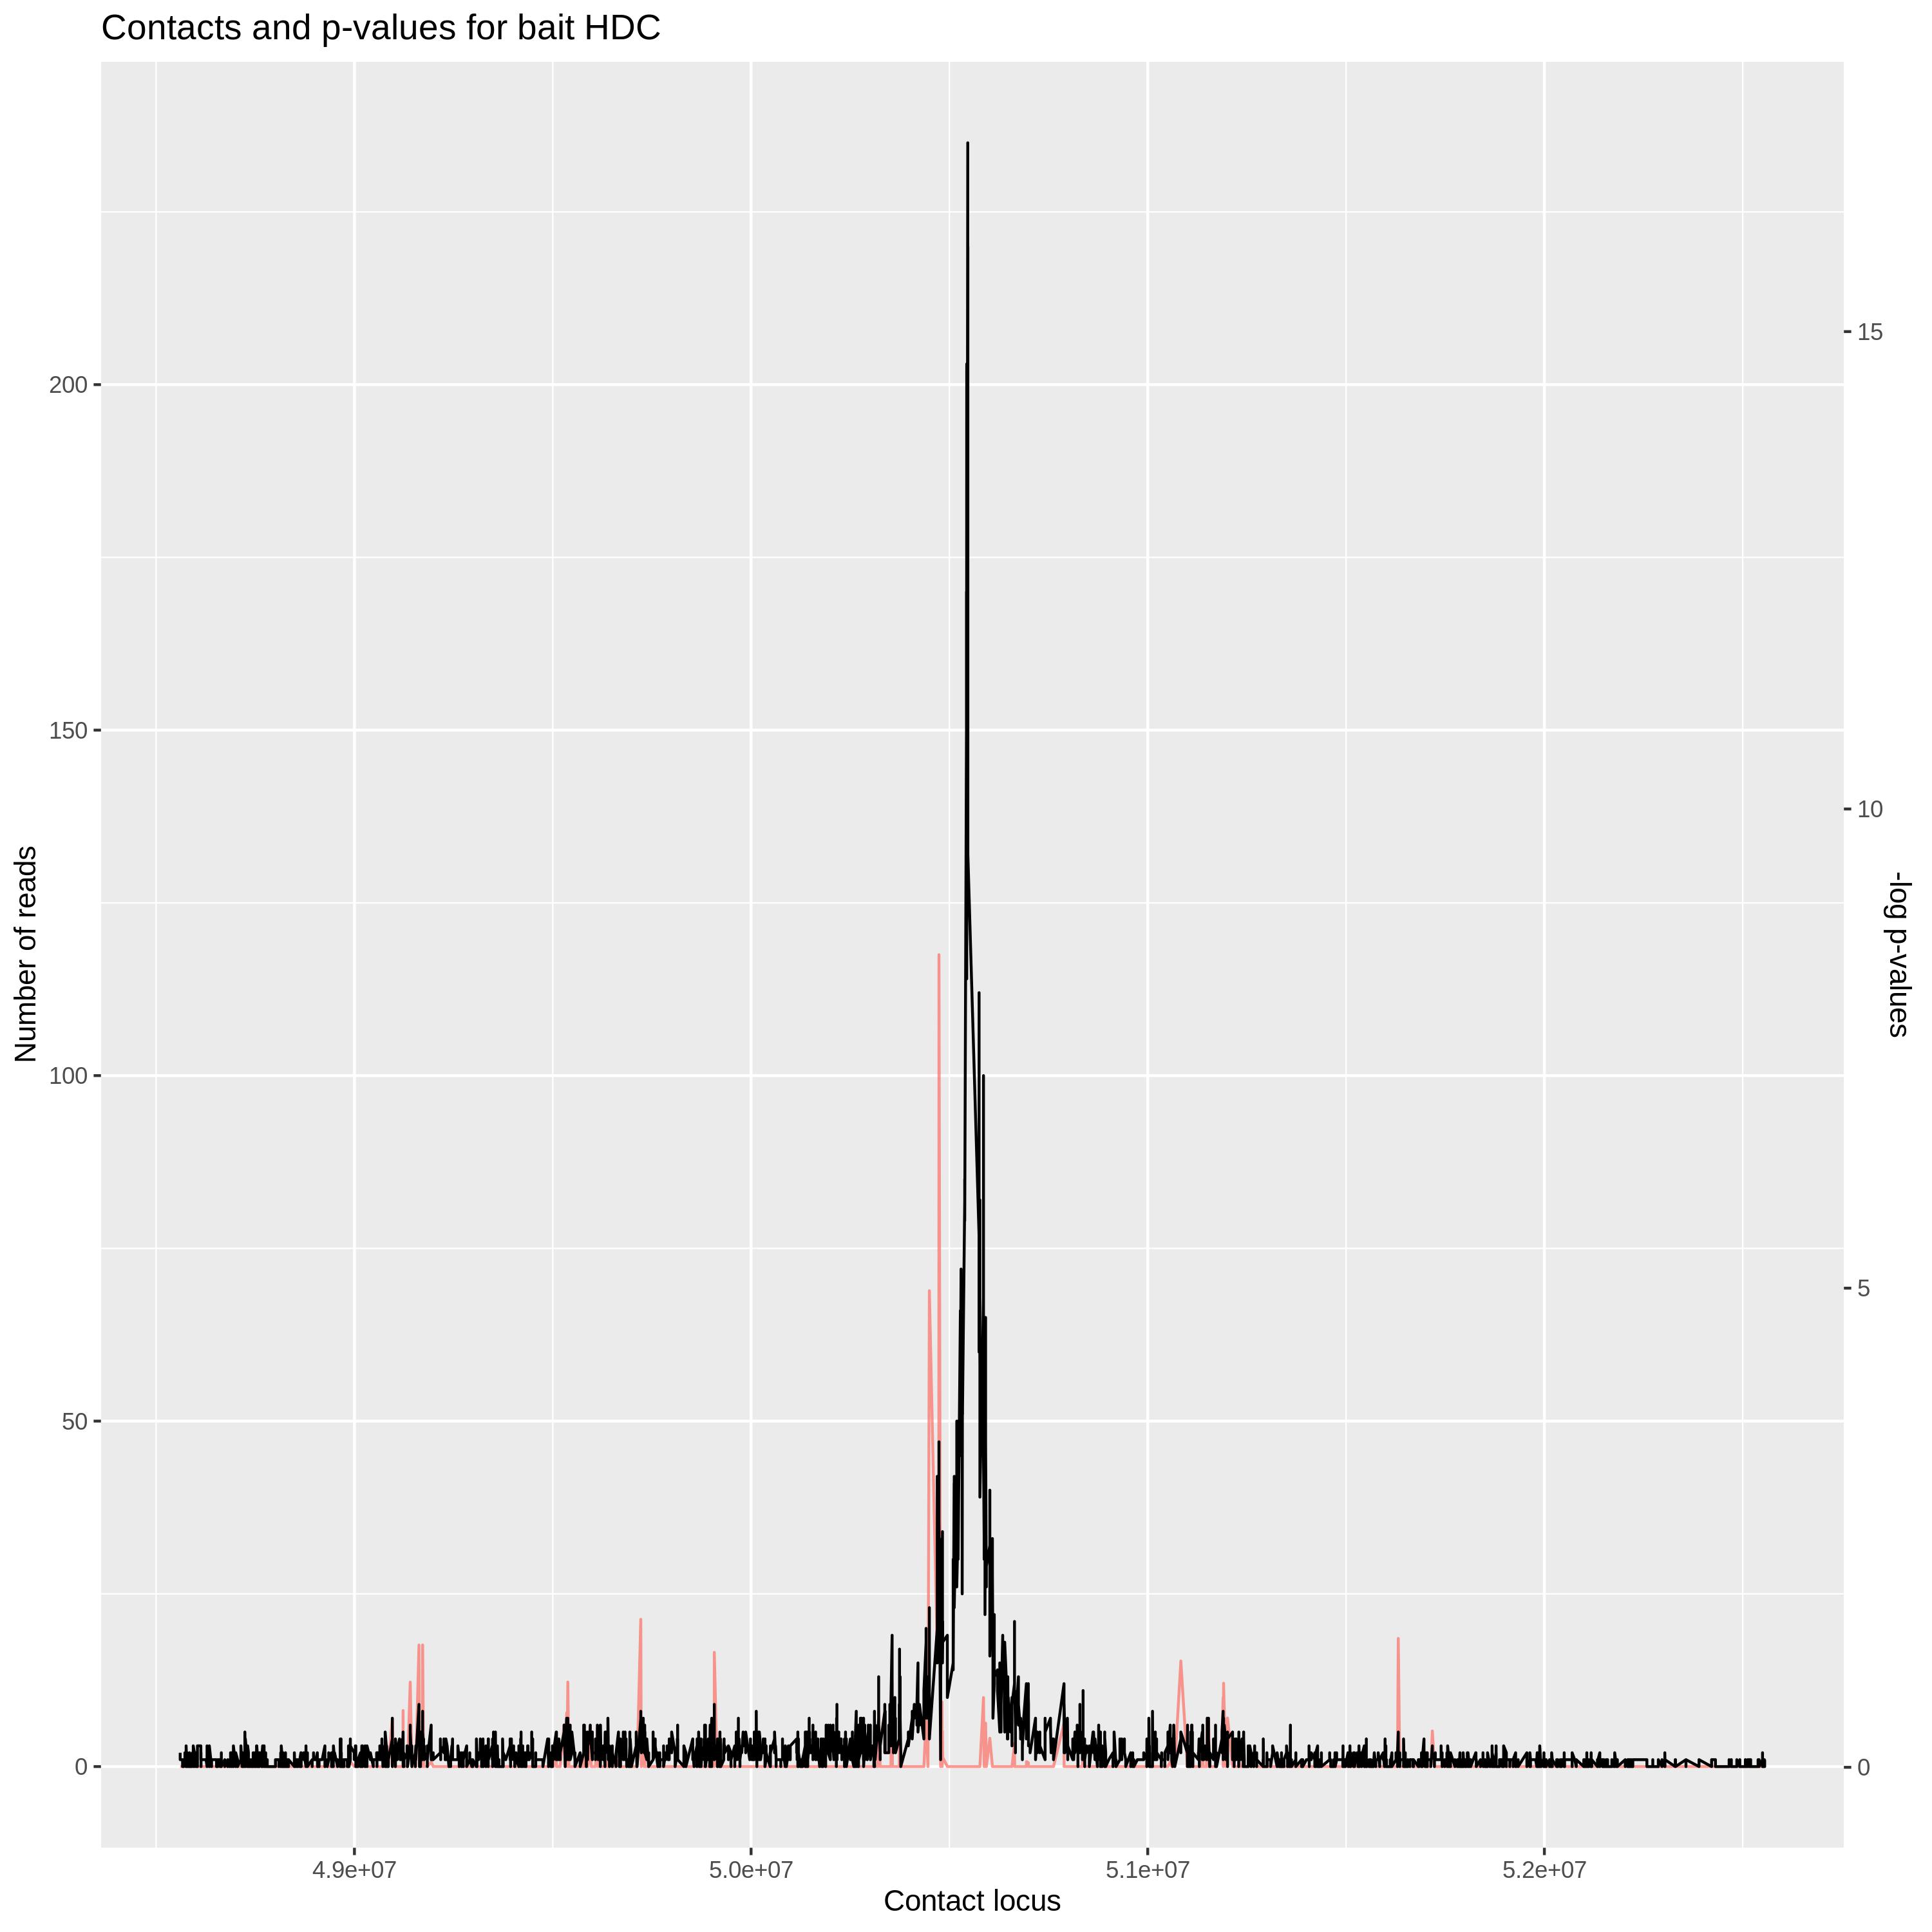 Contacts and p-values for bait HDC
Number of reads
200
150
100
50
0
15
10
5
0
-log p-values
4.9e+07 5.0e+07 5.1e+07 5.2e+07
Contact locus